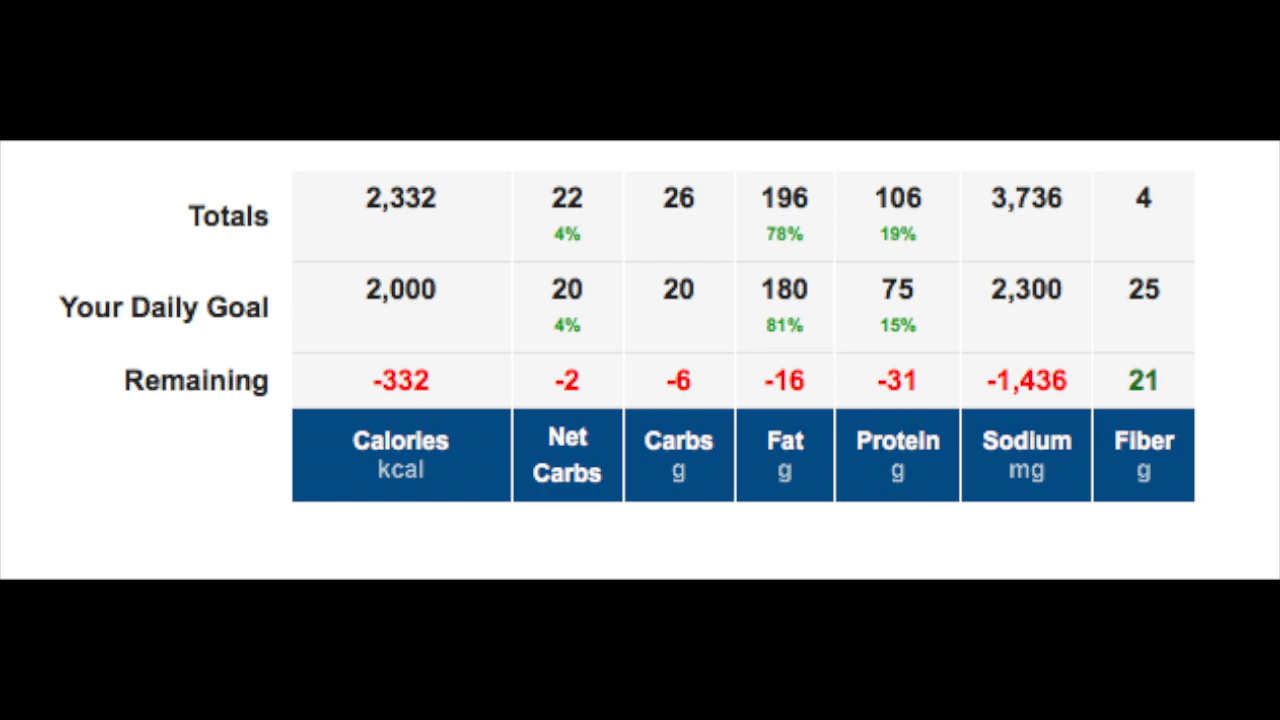 Totals 2,332 22 26 196 106 3,736 4
4% 78% 19%
Your Daily Goal 2,000 20 20 180 75 2,300 25
4% 81% 15%
Remaining -332 -2 -6 -16 -31 -1,436 21
Calories Net Carbs Fat Protein Sodium Fiber
kcal Carbs g g g mg g